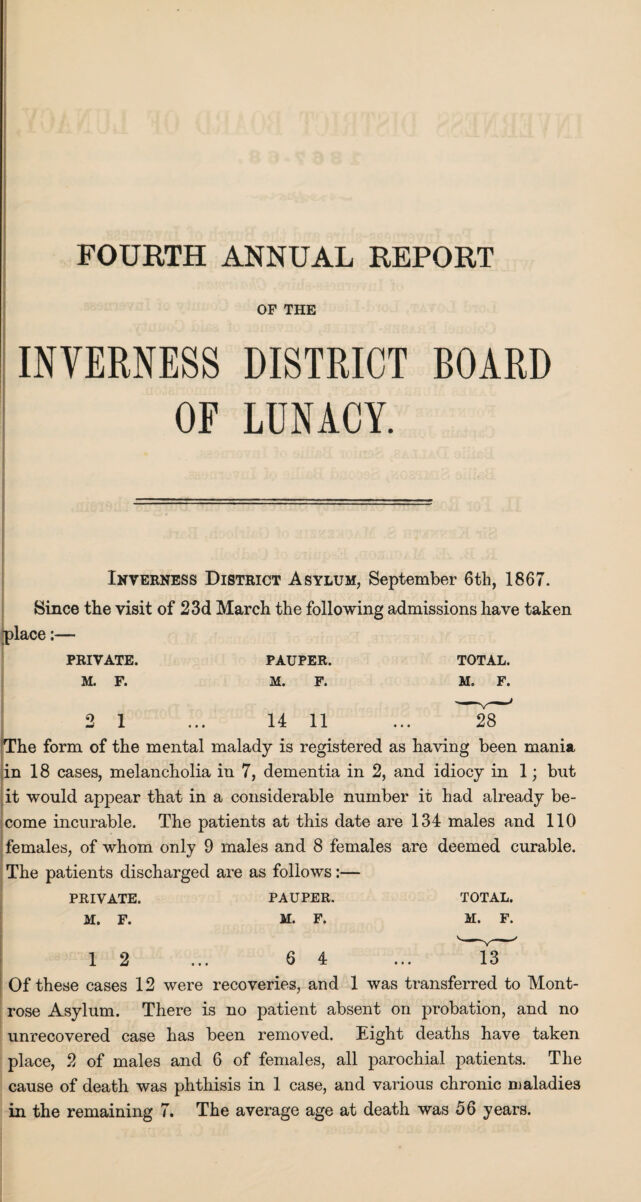 FOURTH ANNUAL REPORT
OF THE
INVERNESS DISTRICT BOARD
OF LUNACY.
Inverness District Asylum, September 6th, 1867.
Since the visit of 23d March the following admissions have taken
place:—
PRIVATE. PAUPER. TOTAL.
M. F. M. F. M. F.
2 1 ... 14 11 ... 28
The form of the mental malady is registered as having been mania
in 18 cases, melancholia in 7, dementia in 2, and idiocy in 1; but
it would appear that in a considerable number it had already be-
come incurable. The patients at this date are 134 males and 110
females, of whom only 9 males and 8 females are deemed curable.
The patients discharged are as follows:—
PRIVATE. PAUPER. TOTAL.
M. F. M. F. M. F.
1 2 ... 6 4 ... 13
Of these cases 12 were recoveries, and 1 was transferred to Mont-
rose Asylum. There is no patient absent on probation, and no
unrecovered case has been removed. Eight deaths have taken
place, 2 of males and 6 of females, all parochial patients. The
cause of death was phthisis in 1 case, and various chronic maladies
in the remaining 7. The average age at death was 56 years.